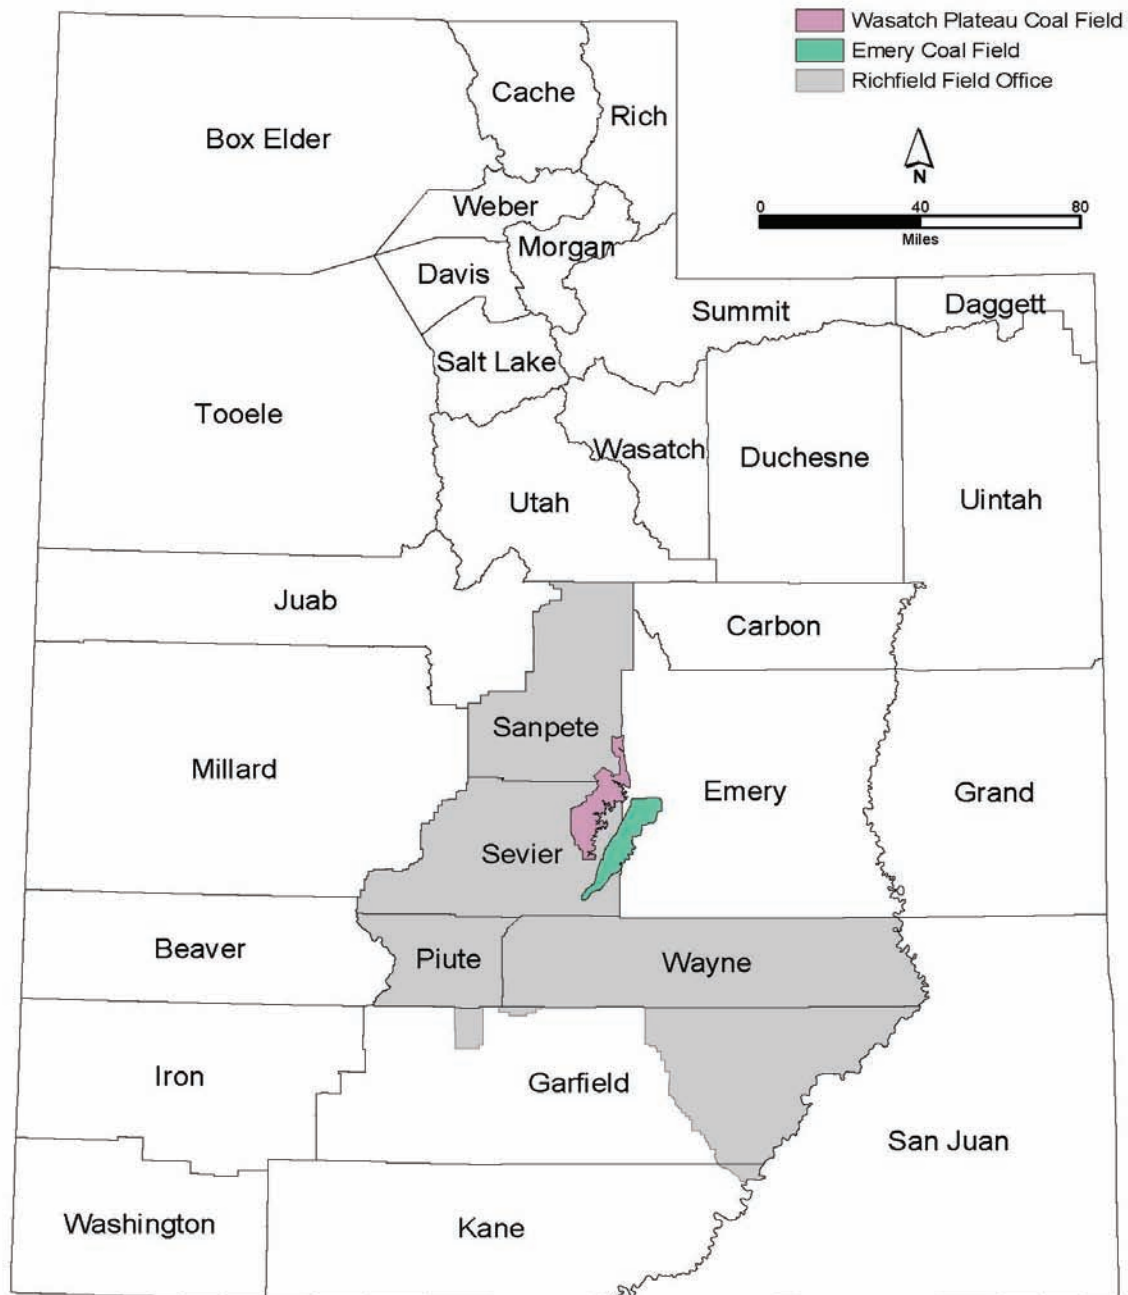 Wasatch Plateau Coal Field
Emery Coal Field
Richfield Field Office
N
0 40 80
Miles
Cache
Rich
Box Elder
Weber
Morgan
Davis
Summit
Daggett
Salt Lake
Tooele
Wasatch
Duchesne
Utah
Uintah
Juab
Carbon
Sanpete
Millard
Emery
Grand
Sevier
Beaver
Piute
Wayne
Iron
Garfield
San Juan
Washington
Kane